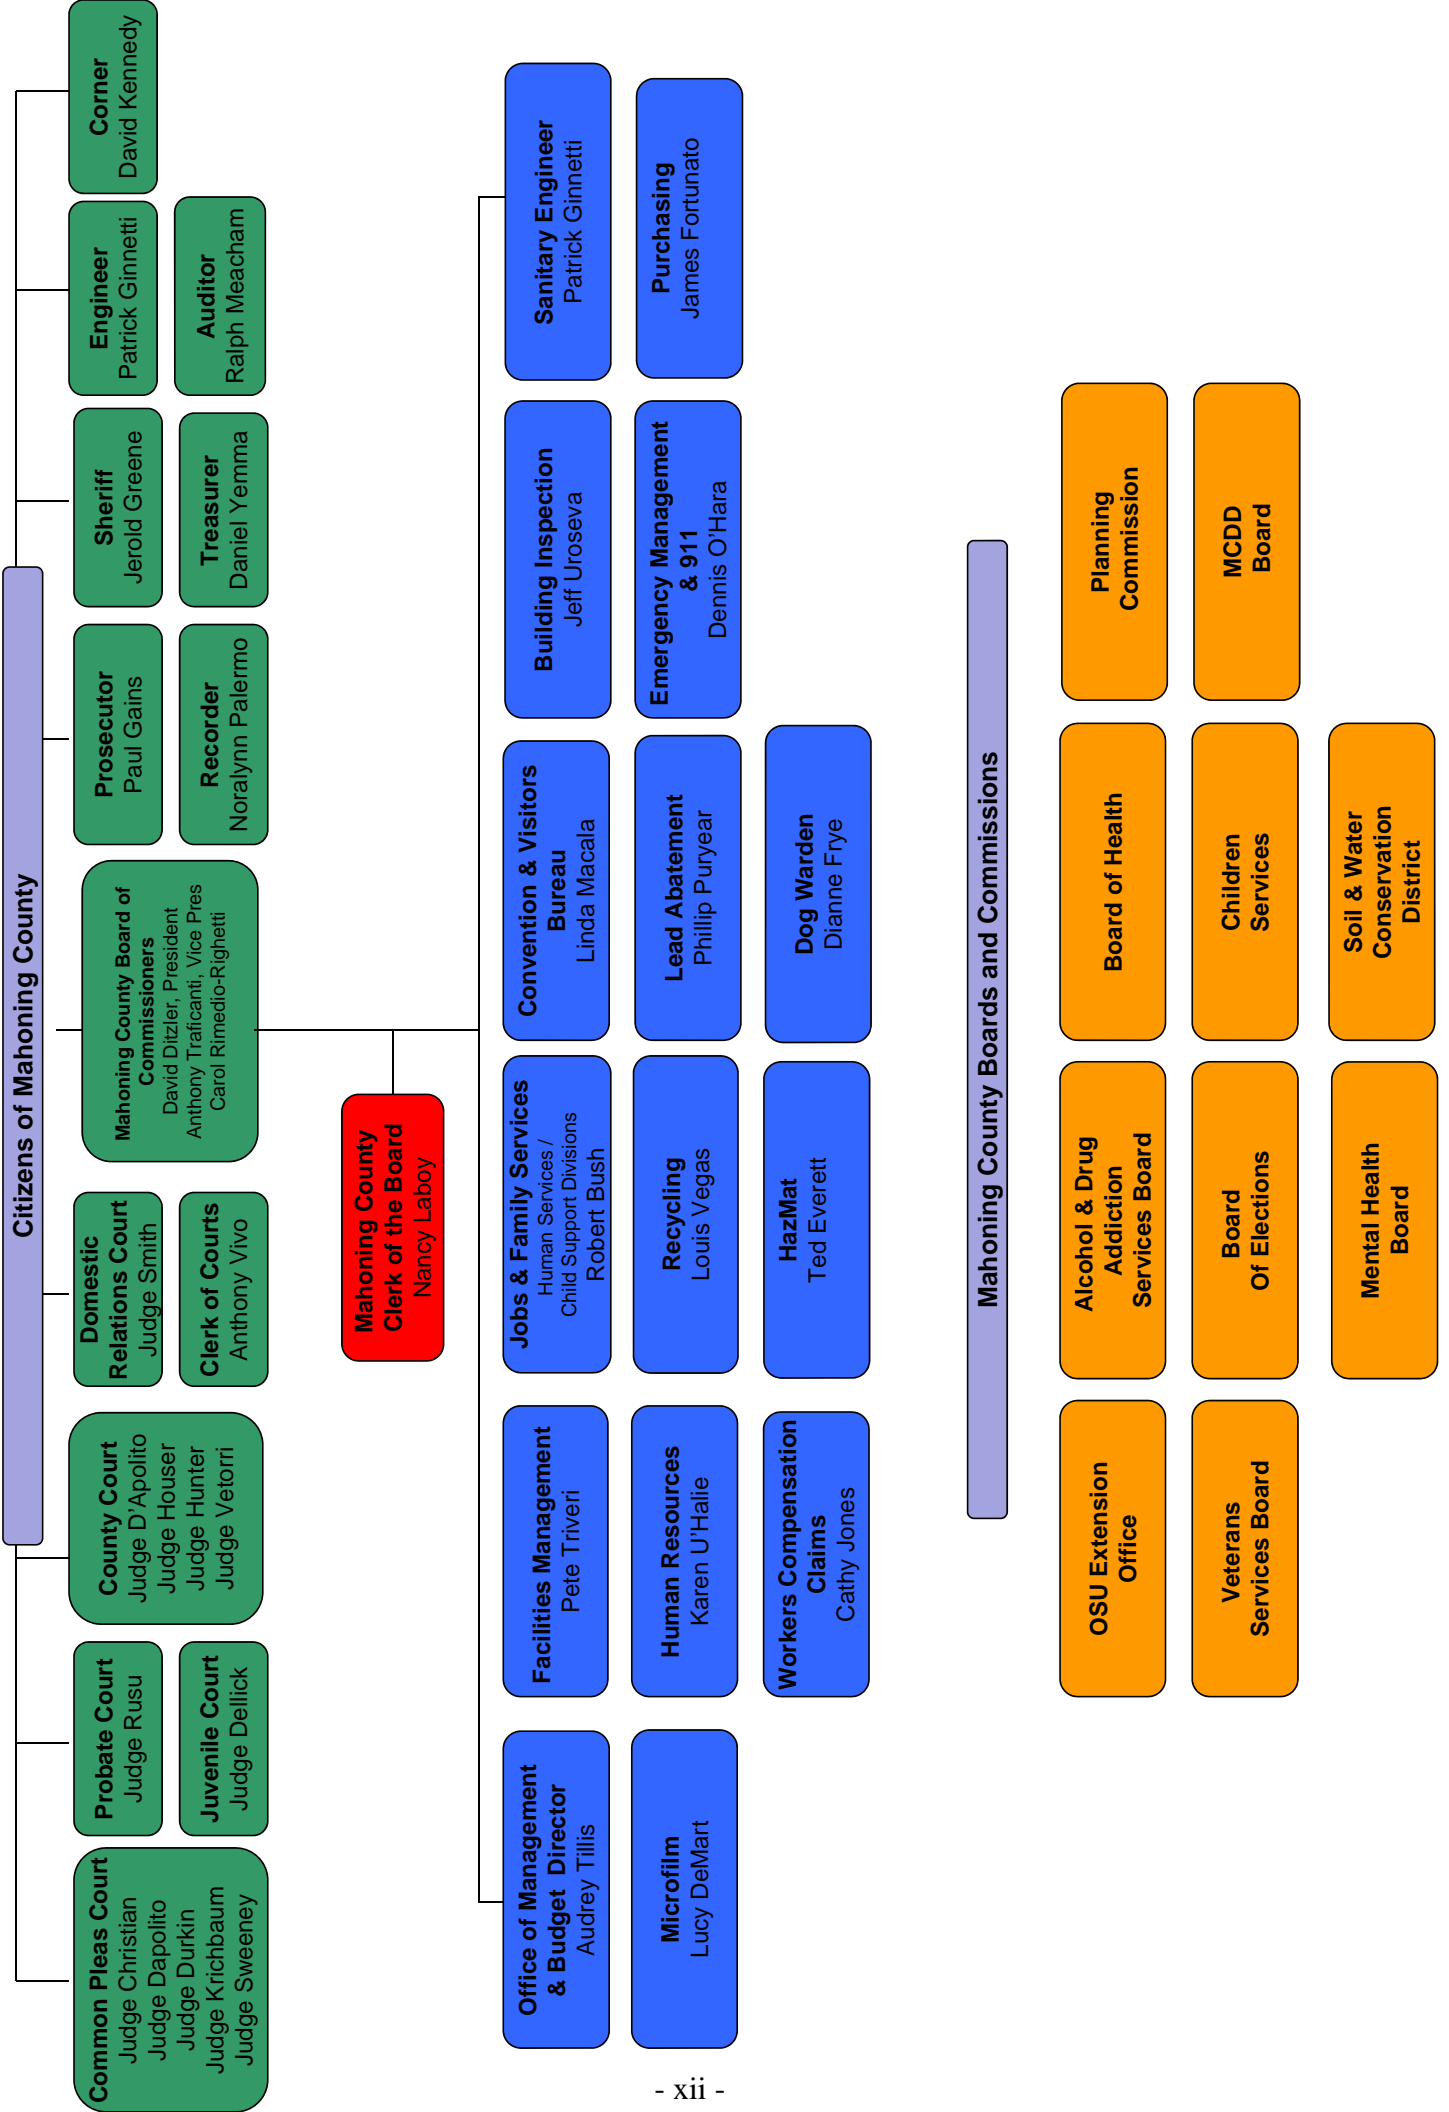 Citizens of Mahoning County
Common Pleas Court
Judge Christian
Judge Dapolito
Judge Durkin
Judge Krichbaum
Judge Sweeney
Probate Court
Judge Rusu
Juvenile Court
Judge Dellick
County Court
Judge D’Apolito
Judge Houser
Judge Hunter
Judge Vetorri
Domestic
Relations Court
Judge Smith
Clerk of Courts
Anthony Vivo
Mahoning County Board of
Commissioners
David Ditzler, President
Anthony Traficanti, Vice Pres
Carol Rimedio-Righetti
Prosecutor
Paul Gains
Recorder
Noralynn Palermo
Sheriff
Jerold Greene
Treasurer
Daniel Yemma
Engineer
Patrick Ginnetti
Auditor
Ralph Meacham
Corner
David Kennedy
Mahoning County
Clerk of the Board
Nancy Laboy
Office of Management
& Budget Director
Audrey Tillis
Microfilm
Lucy DeMart
Facilities Management
Pete Triveri
Human Resources
Karen U’Halie
Workers Compensation
Claims
Cathy Jones
Jobs & Family Services
Human Services /
Child Support Divisions
Robert Bush
Recycling
Louis Vegas
HazMat
Ted Everett
Convention & Visitors
Bureau
Linda Macala
Lead Abatement
Phillip Puryear
Dog Warden
Dianne Frye
Building Inspection
Jeff Uroseva
Emergency Management
& 911
Dennis O’Hara
Sanitary Engineer
Patrick Ginnetti
Purchasing
James Fortunato
Mahoning County Boards and Commissions
OSU Extension
Office
Veterans
Services Board
Alcohol & Drug
Addiction
Services Board
Board
Of Elections
Mental Health
Board
Board of Health
Children
Services
Soil & Water
Conservation
District
Planning
Commission
MCDD
Board
- xii -